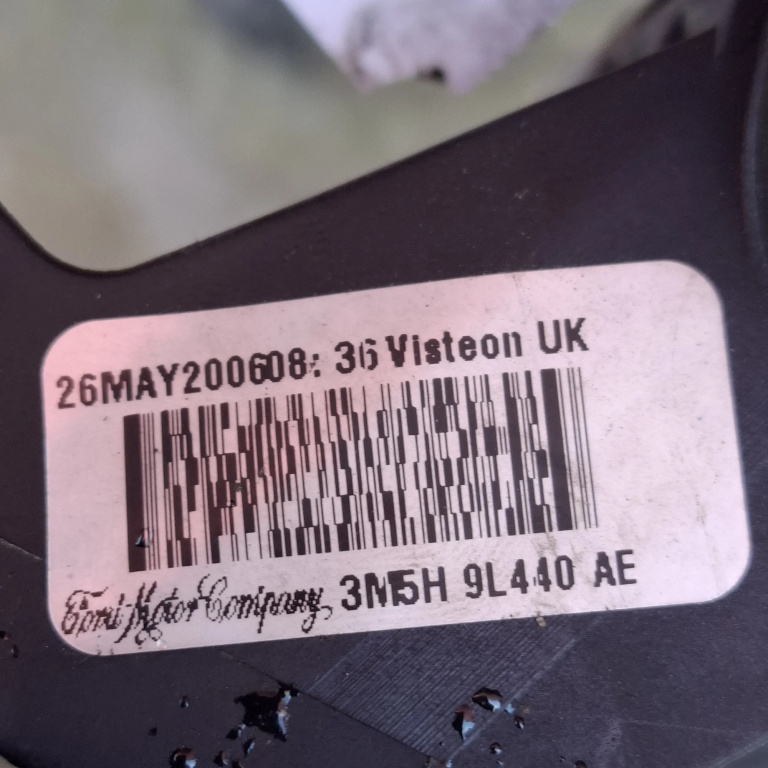 26MAY200608: 36 Visteon UK
Ford Motor Company, 3M5H 9L440 AE